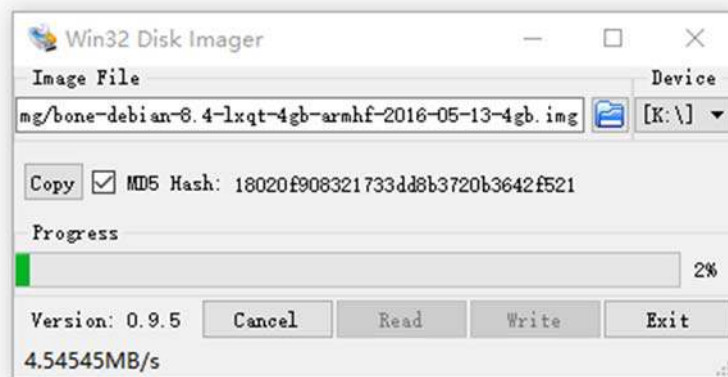 Win32 Disk Imager
Image File
Device
mg/bone-debian-8.4-lxqt-4gb-armhf-2016-05-13-4gb.img
[K:\]
Copy
MD5 Hash: 18020f908321733dd8b3720b3642f521
Progress
2%
Version: 0.9.5
Cancel
Read
Write
Exit
4.54545MB/s